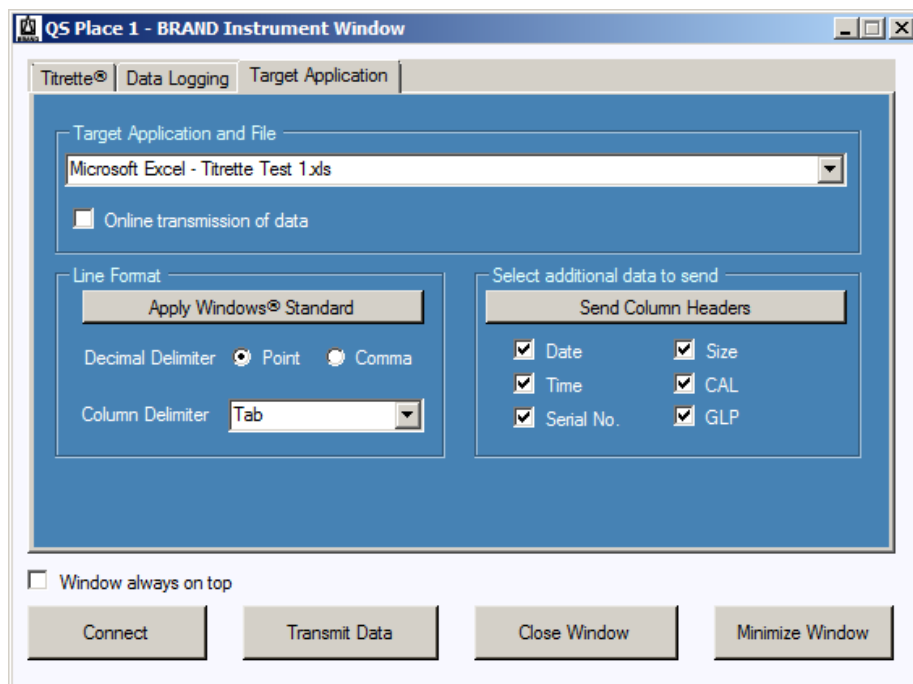 QS Place 1 - BRAND Instrument Window
Titrette® Data Logging Target Application
Target Application and File
Microsoft Excel - Titrette Test 1.xls
Online transmission of data
Line Format
Apply Windows® Standard
Decimal Delimiter Point Comma
Column Delimiter Tab
Select additional data to send
Send Column Headers
Date Size
Time CAL
Serial No. GLP
Window always on top
Connect Transmit Data Close Window Minimize Window